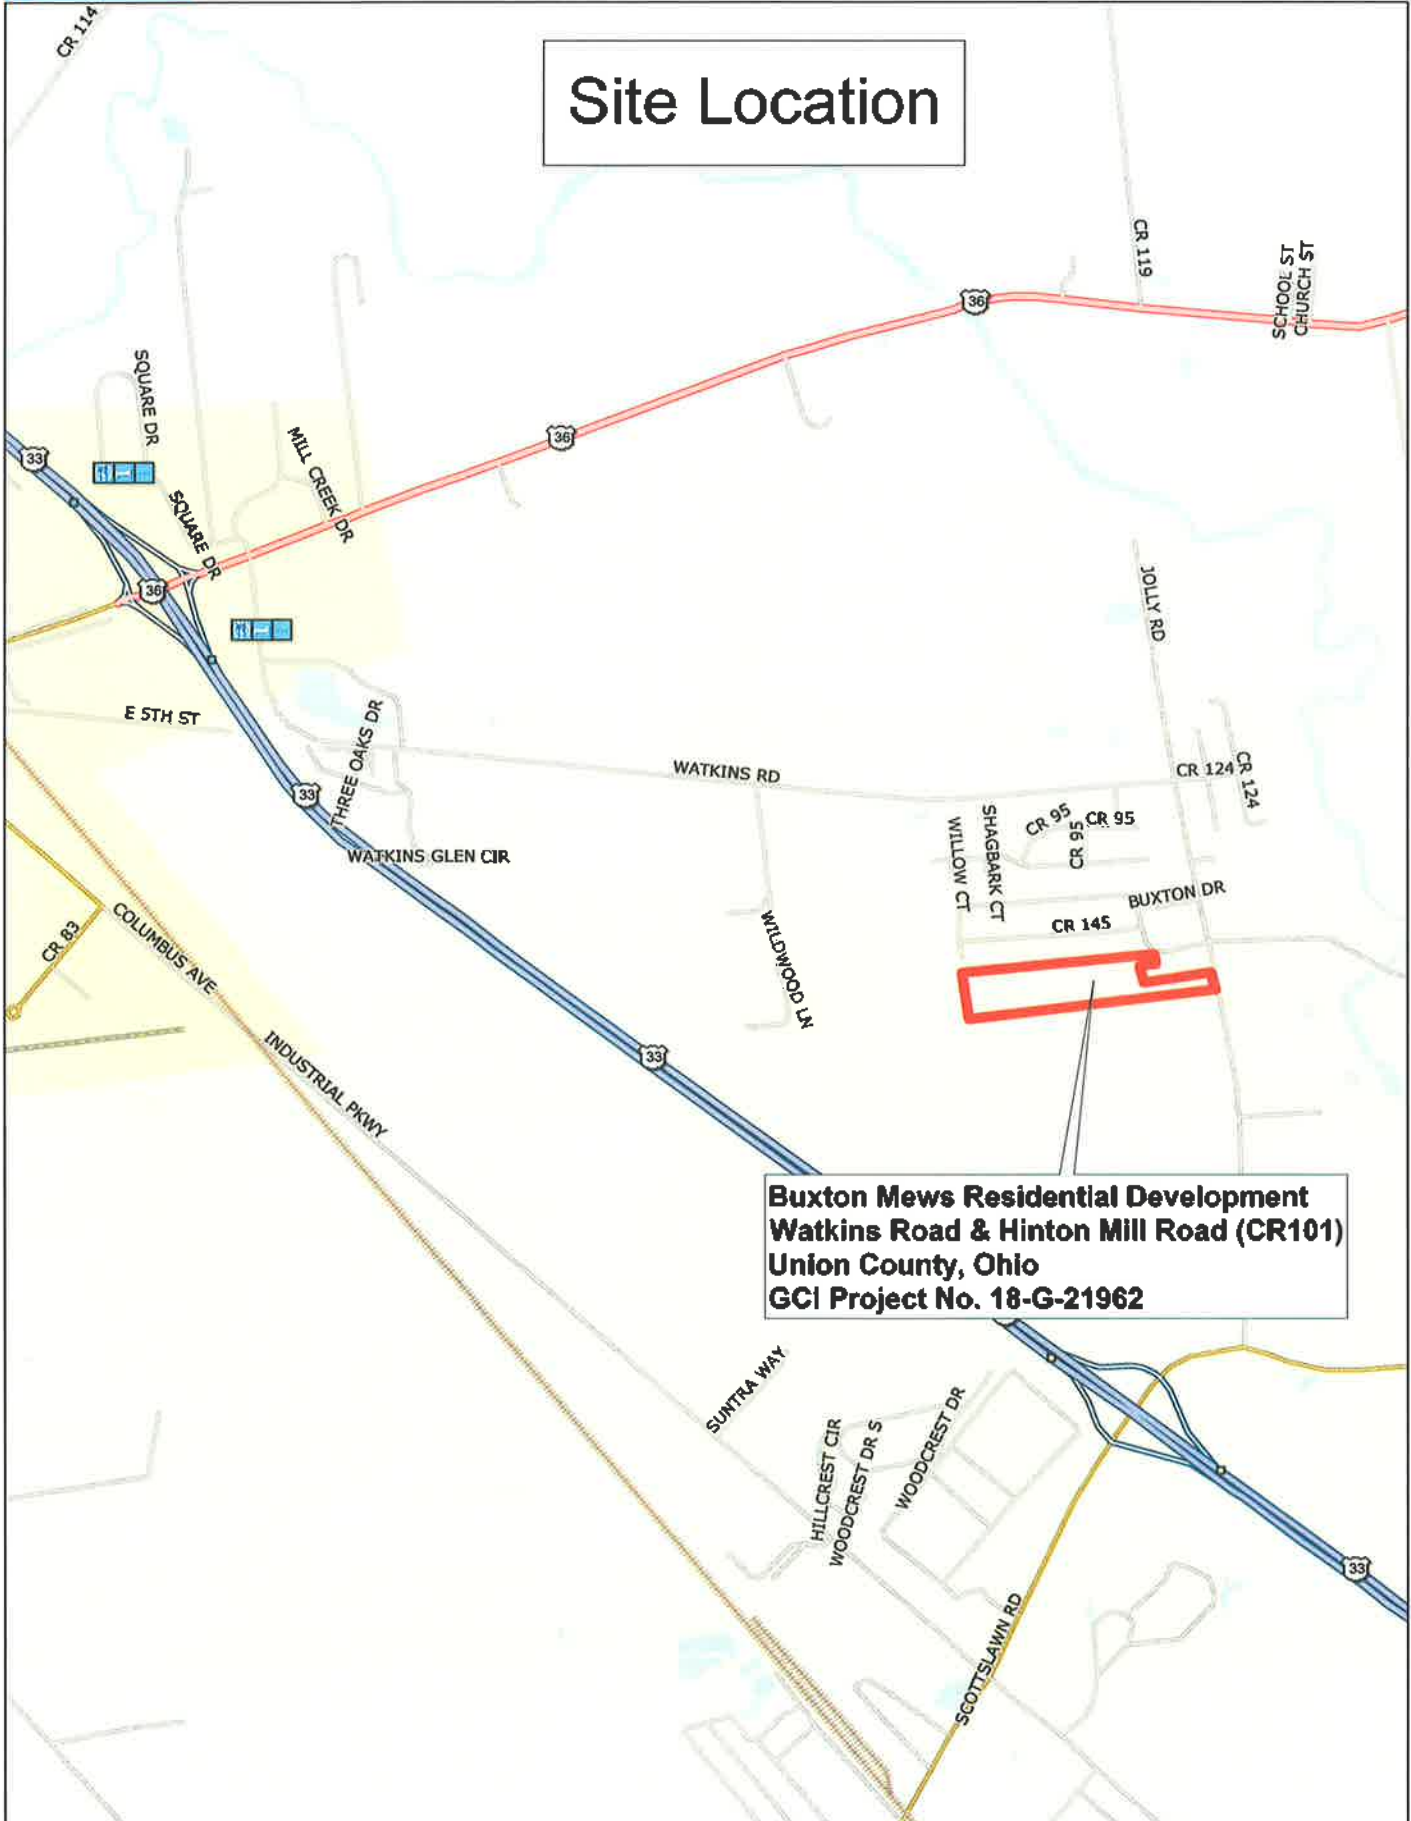 CR 114
Site Location
CR 119
SCHOOL ST
CHURCH ST
36
36
SQUARE DR
33
MILL CREEK DR
SQUARE DR
36
JOLLY RD
E 5TH ST
THREE OAKS DR
WATKINS RD
CR 124
CR 124
33
WATKINS GLEN CIR
WILLOW CT
SHAGBARK CT
CR 95
CR 95
CR 95
BUXTON DR
CR 145
CR 83
COLUMBUS AVE
WILDWOOD LN
INDUSTRIAL PKWY
33
Buxton Mews Residential Development
Watkins Road & Hinton Mill Road (CR101)
Union County, Ohio
GCI Project No. 18-G-21962
SUNTRA WAY
HILLCREST CIR
WOODCREST DR S
WOODCREST DR
33
SCOTTSLAWN RD